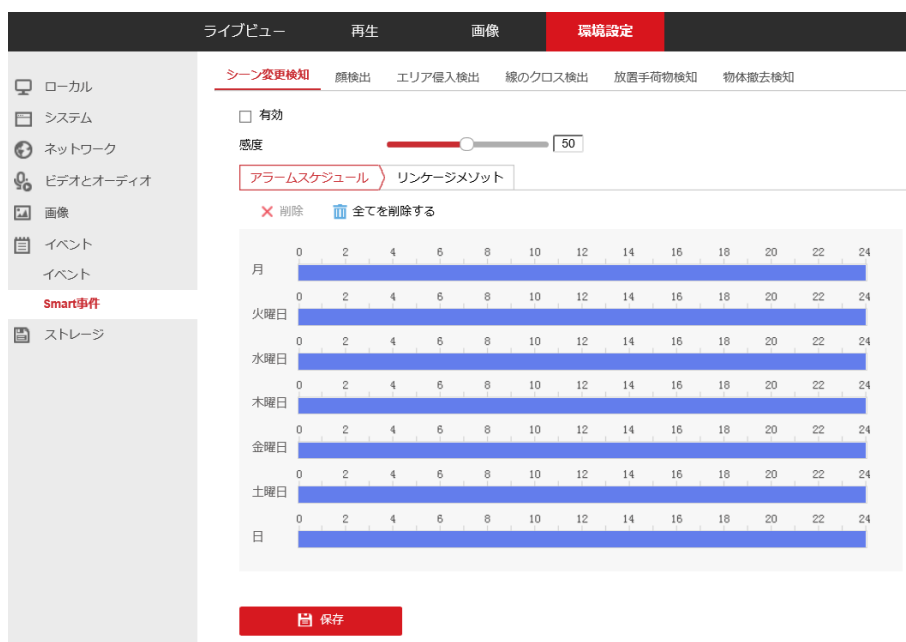 ライブビュー 再生 画像 環境設定
ローカル
システム
ネットワーク
ビデオとオーディオ
画像
イベント
イベント
Smart事件
ストレージ
シーン変更検知 顔検出 エリア侵入検出 線のクロス検出 放置手荷物検知 物体撤去検知
有効
感度 50
アラームスケジュール リンケージメゾット
削除 全てを削除する
0 2 4 6 8 10 12 14 16 18 20 22 24
月
0 2 4 6 8 10 12 14 16 18 20 22 24
火曜日
0 2 4 6 8 10 12 14 16 18 20 22 24
水曜日
0 2 4 6 8 10 12 14 16 18 20 22 24
木曜日
0 2 4 6 8 10 12 14 16 18 20 22 24
金曜日
0 2 4 6 8 10 12 14 16 18 20 22 24
土曜日
0 2 4 6 8 10 12 14 16 18 20 22 24
日
保存